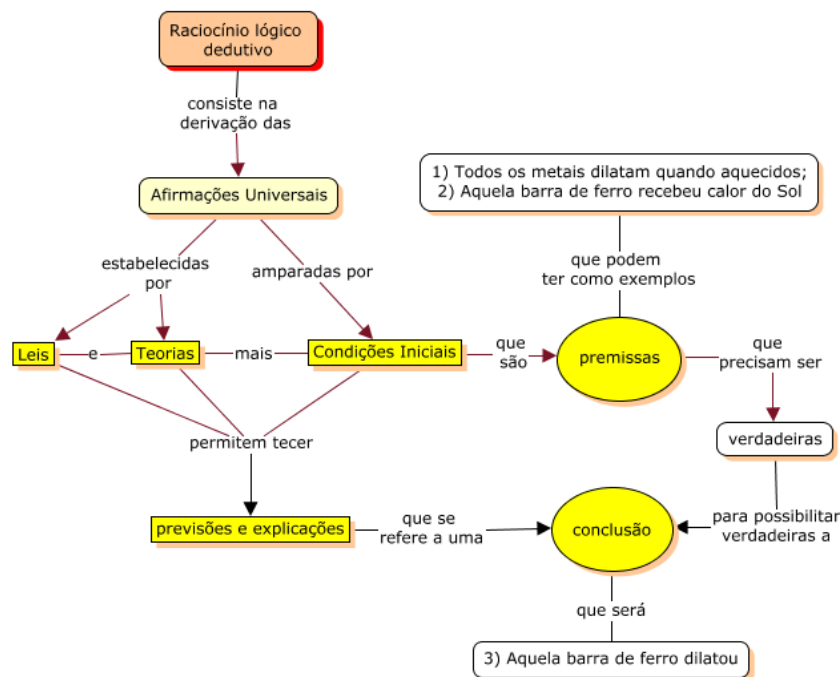 Raciocínio lógico
dedutivo
consiste na
derivação das
Afirmações Universais
1) Todos os metais dilatam quando aquecidos;
2) Aquela barra de ferro recebeu calor do Sol
estabelecidas
por
amparadas por
que podem
ter como exemplos
Leis
e
Teorias
mais
Condições Iniciais
que
são
premissas
que
precisam ser
verdadeiras
permitem tecer
previsões e explicações
que se
refere a uma
conclusão
para possibilitar
verdadeiras a
que será
3) Aquela barra de ferro dilatou